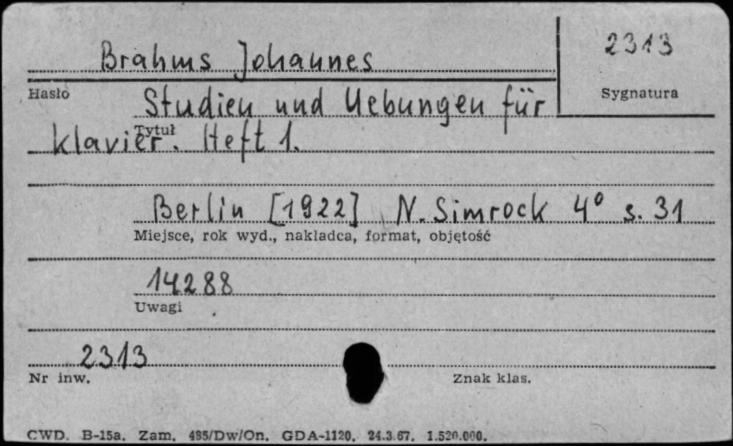 Brahms Johannes 2313
Hasło Sygnatura
Studien und Uebungen für
Tytuł
Klavier. Heft 1.
Berlin [1922], N. Simrock 4° s. 31
Miejsce, rok wyd., nakładca, format, objętość
14288
Uwagi
2313
Nr inw. Znak klas.
CWD. B-15a. Zam. 485/Dw/On. GDA-1120. 24.3.67. 1.520.000.